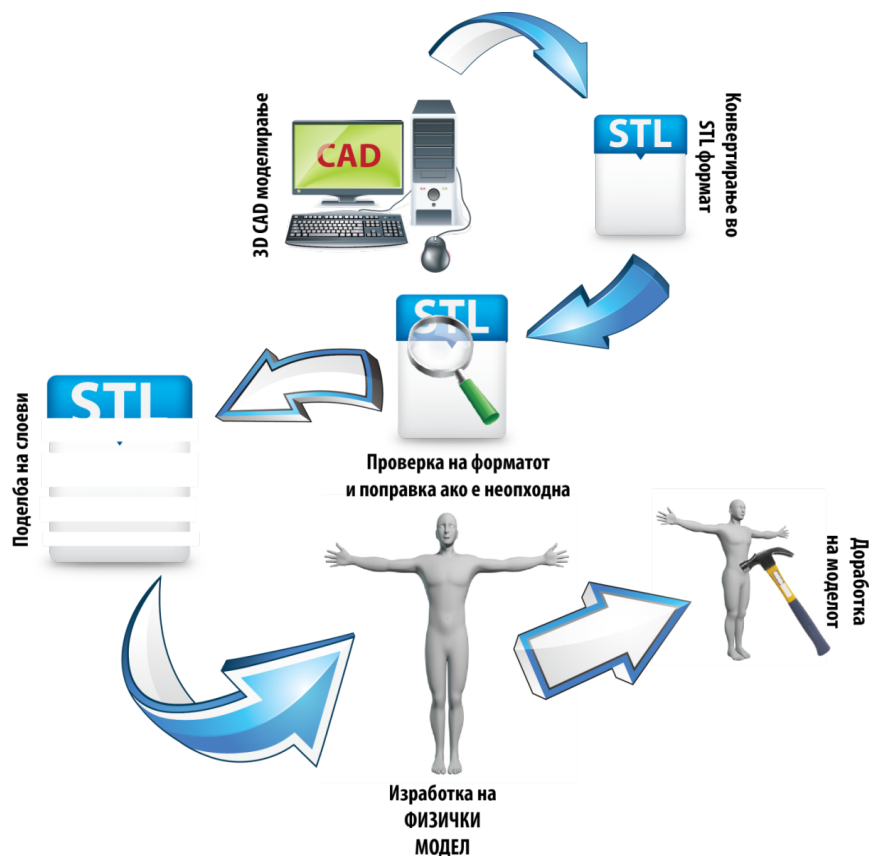 3D CAD моделирање
CAD
STL
Конвертирање во
STL формат
STL
Проверка на форматот
и поправка ако е неопходна
STL
Поделба на слоеви
Изработка на
ФИЗИЧКИ
МОДЕЛ
Доработка
на моделот